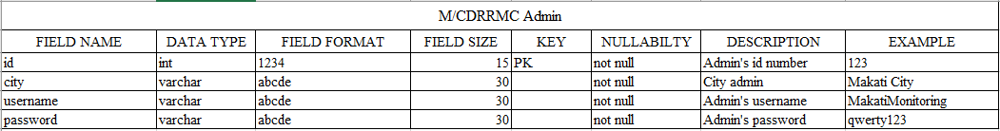 M/CDRRMC Admin
FIELD NAME DATA TYPE FIELD FORMAT FIELD SIZE KEY NULLABILTY DESCRIPTION EXAMPLE
id int 1234 15 PK not null Admin's id number 123
city varchar abcde 30 not null City admin Makati City
username varchar abcde 30 not null Admin's username MakatiMonitoring
password varchar abcde 30 not null Admin's password qwerty123